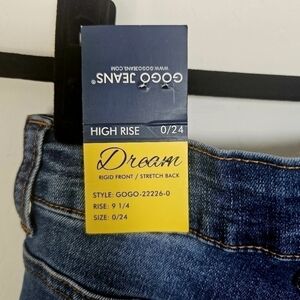 GOGO JEANS®
WWW.GOGOJEANS.COM
HIGH RISE 0/24
Dream
RIGID FRONT / STRETCH BACK
STYLE: GOGO-22226-0
RISE: 9 1/4
SIZE: 0/24